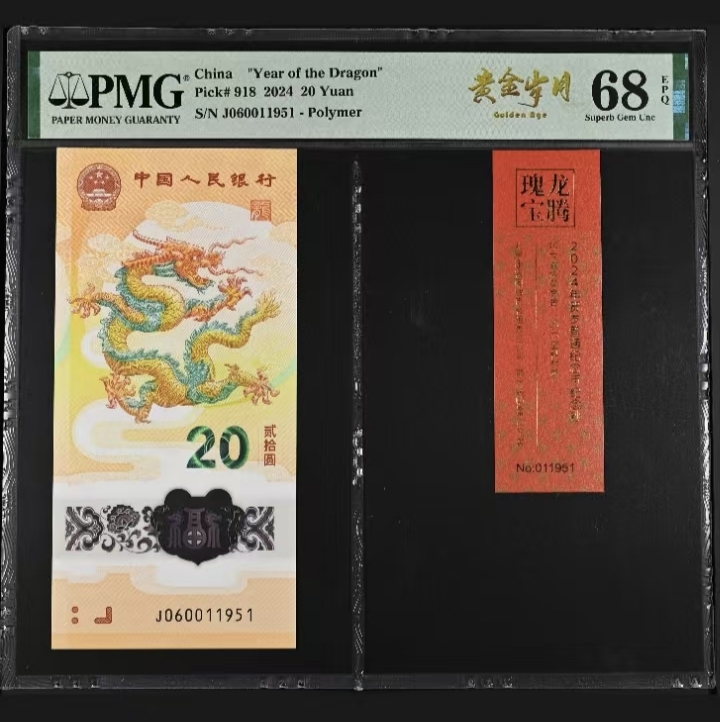 PMG
PAPER MONEY GUARANTY
China "Year of the Dragon"
Pick# 918 2024 20 Yuan
S/N J060011951 - Polymer
黄金岁月
Golden Age
68
EPQ
Superb Gem Unc
中国人民银行
20
贰拾圆
福
J060011951
龙腾
瑰宝
No:011951